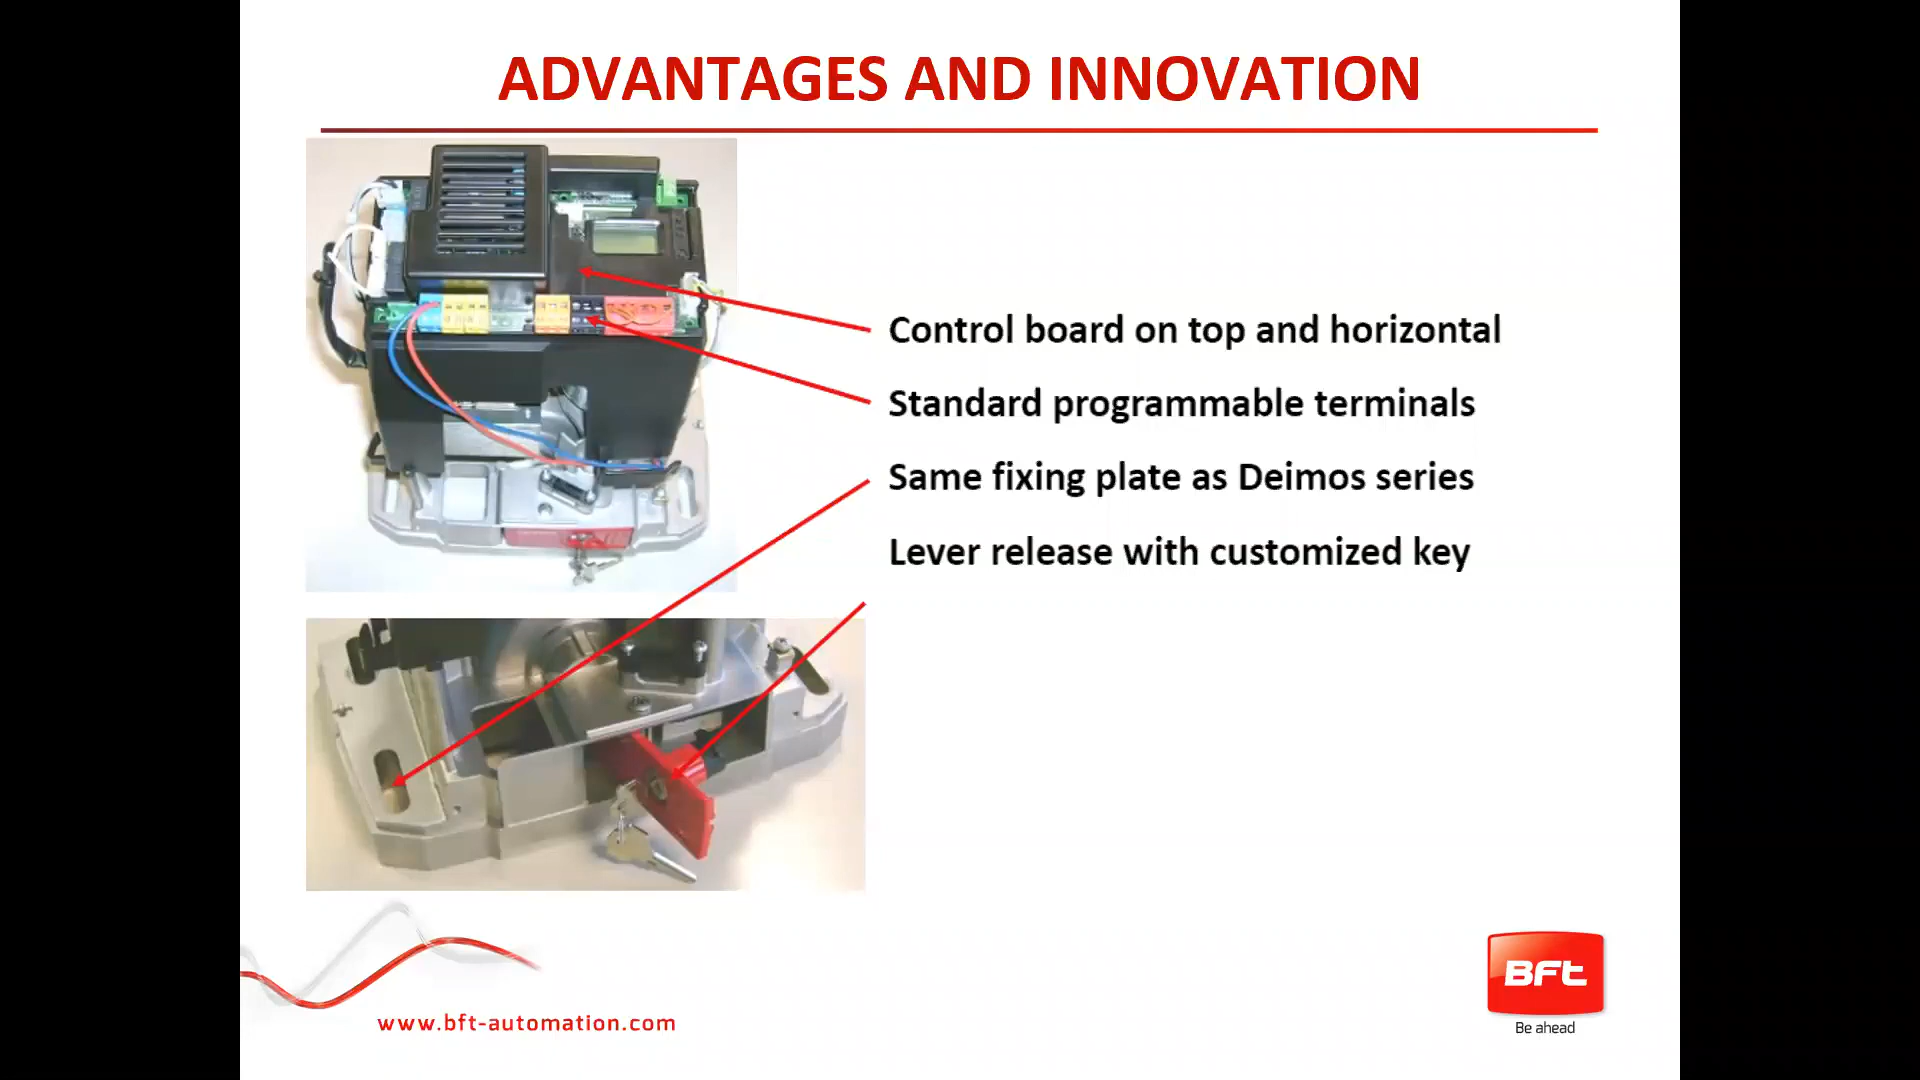 ADVANTAGES AND INNOVATION
Control board on top and horizontal
Standard programmable terminals
Same fixing plate as Deimos series
Lever release with customized key
www.bft-automation.com
BFt
Be ahead